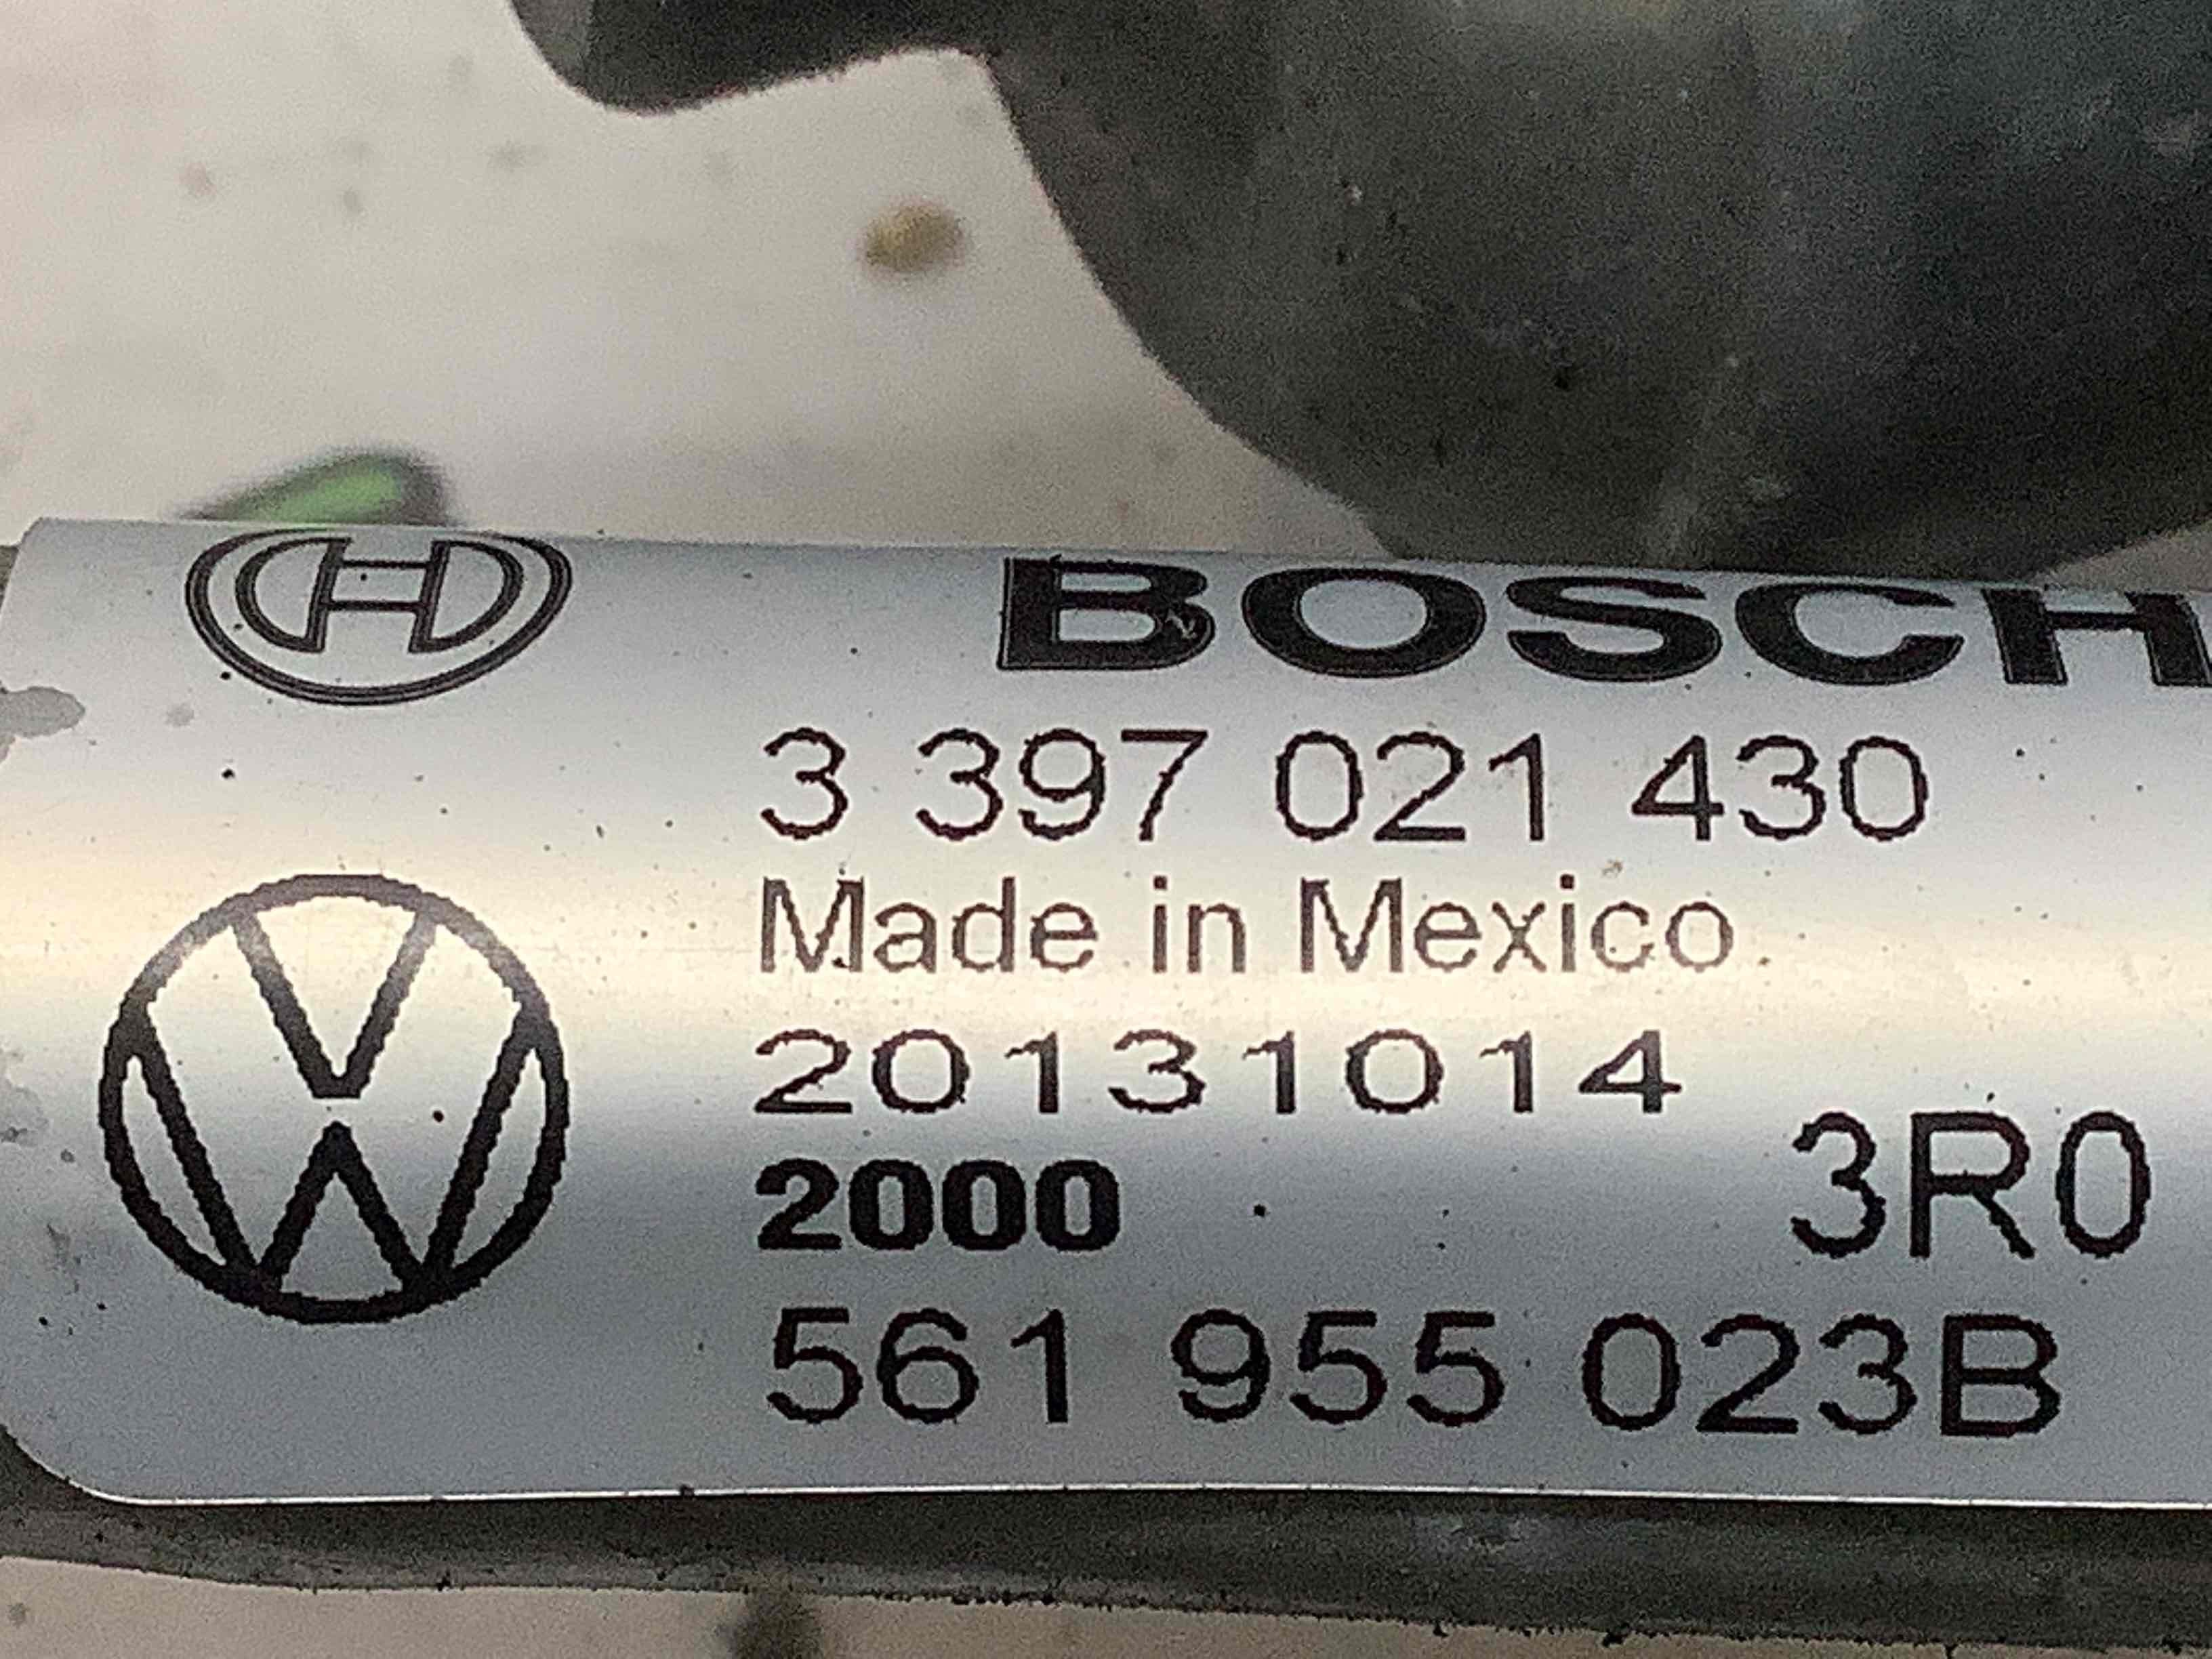 BOSCH
3 397 021 430
Made in Mexico
20131014
2000
3R0
561 955 023B